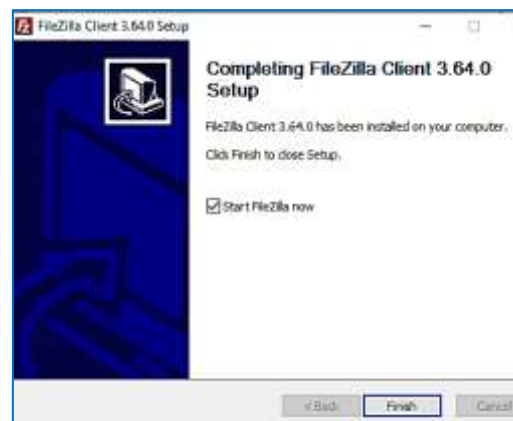 FileZilla Client 3.64.0 Setup
Completing FileZilla Client 3.64.0
Setup
FileZilla Client 3.64.0 has been installed on your computer.
Click Finish to close Setup.
Start FileZilla now
< Back
Finish
Cancel